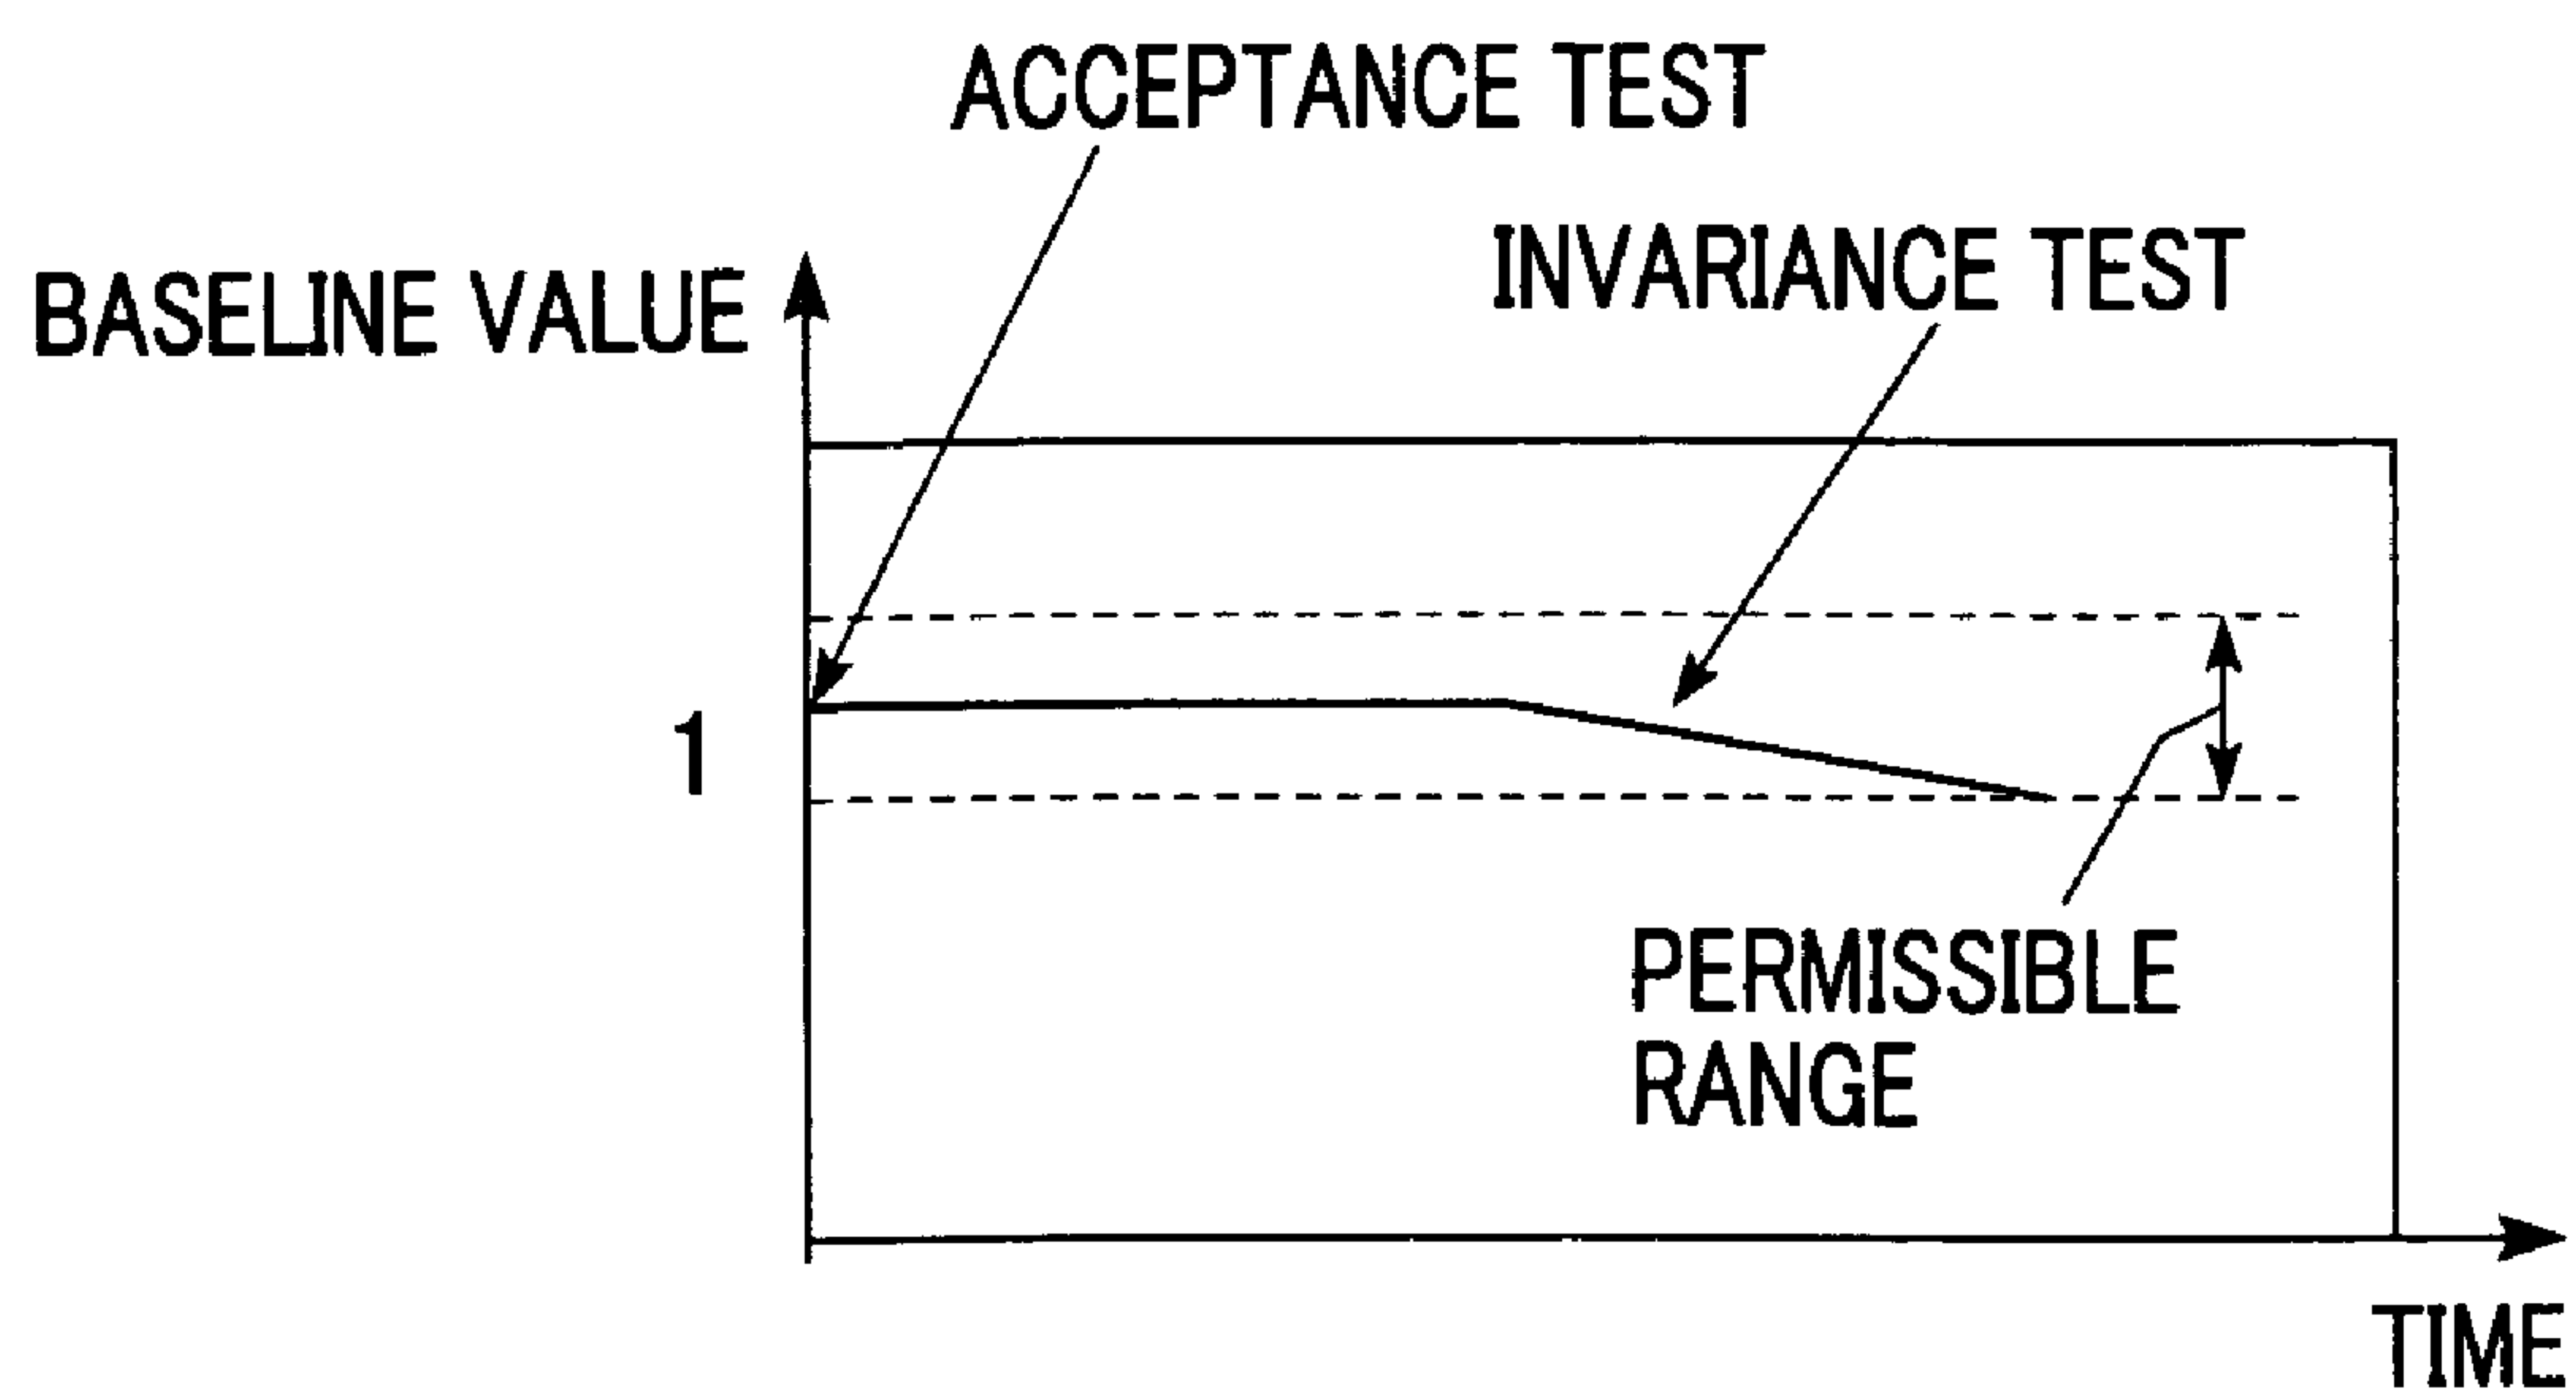 ACCEPTANCE TEST
INVARIANCE TEST
BASELINE VALUE
1
PERMISSIBLE
RANGE
TIME